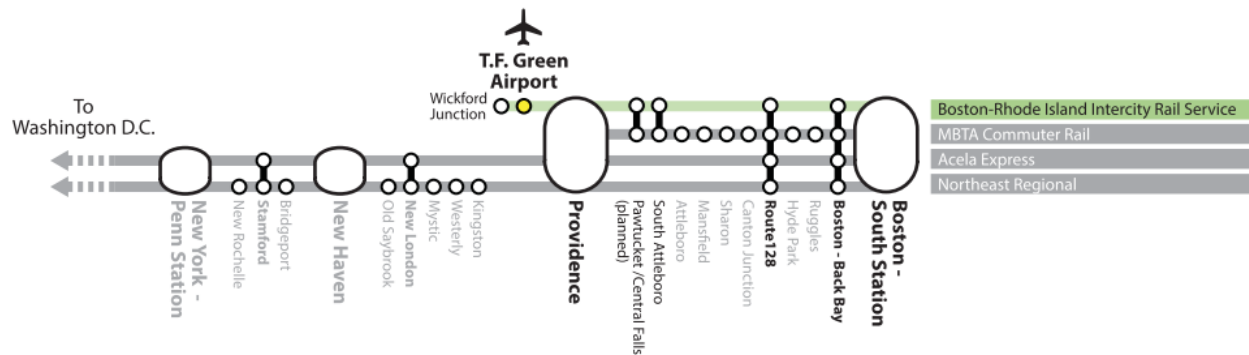 T.F. Green
Airport
Wickford
Junction
To
Washington D.C.
Boston-Rhode Island Intercity Rail Service
MBTA Commuter Rail
Acela Express
Northeast Regional
New York -
Penn Station
New Rochelle
Stamford
Bridgeport
New Haven
Old Saybrook
New London
Mystic
Westerly
Kingston
Providence
Pawtucket /Central Falls
(planned)
South Attleboro
Attleboro
Mansfield
Sharon
Canton Junction
Route128
Hyde Park
Ruggles
Boston - Back Bay
Boston -
South Station